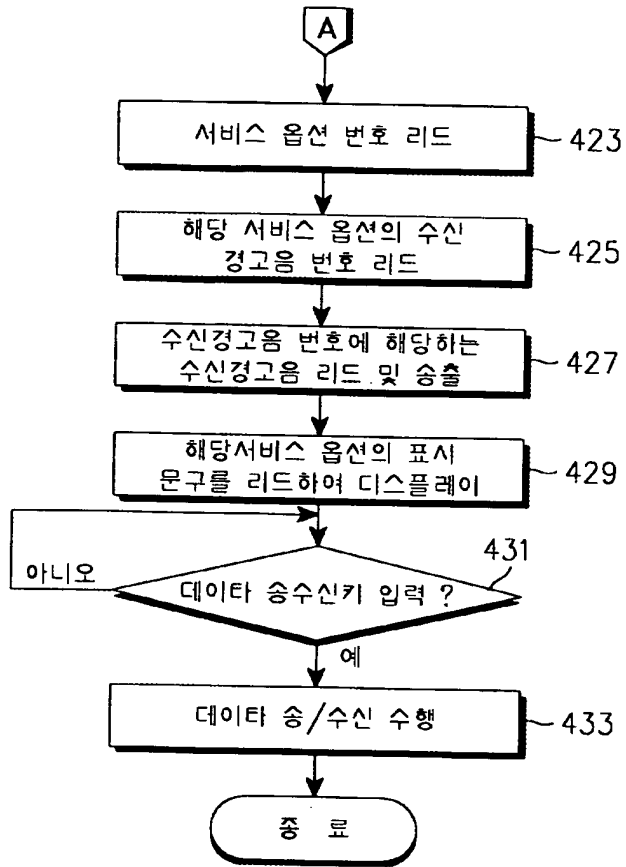 A
서비스 옵션 번호 리드
423
해당 서비스 옵션의 수신
경고음 번호 리드
425
수신경고음 번호에 해당하는
수신경고음 리드 및 송출
427
해당서비스 옵션의 표시
문구를 리드하여 디스플레이
429
431
아니오
데이타 송수신키 입력 ?
예
데이타 송/수신 수행
433
종 료